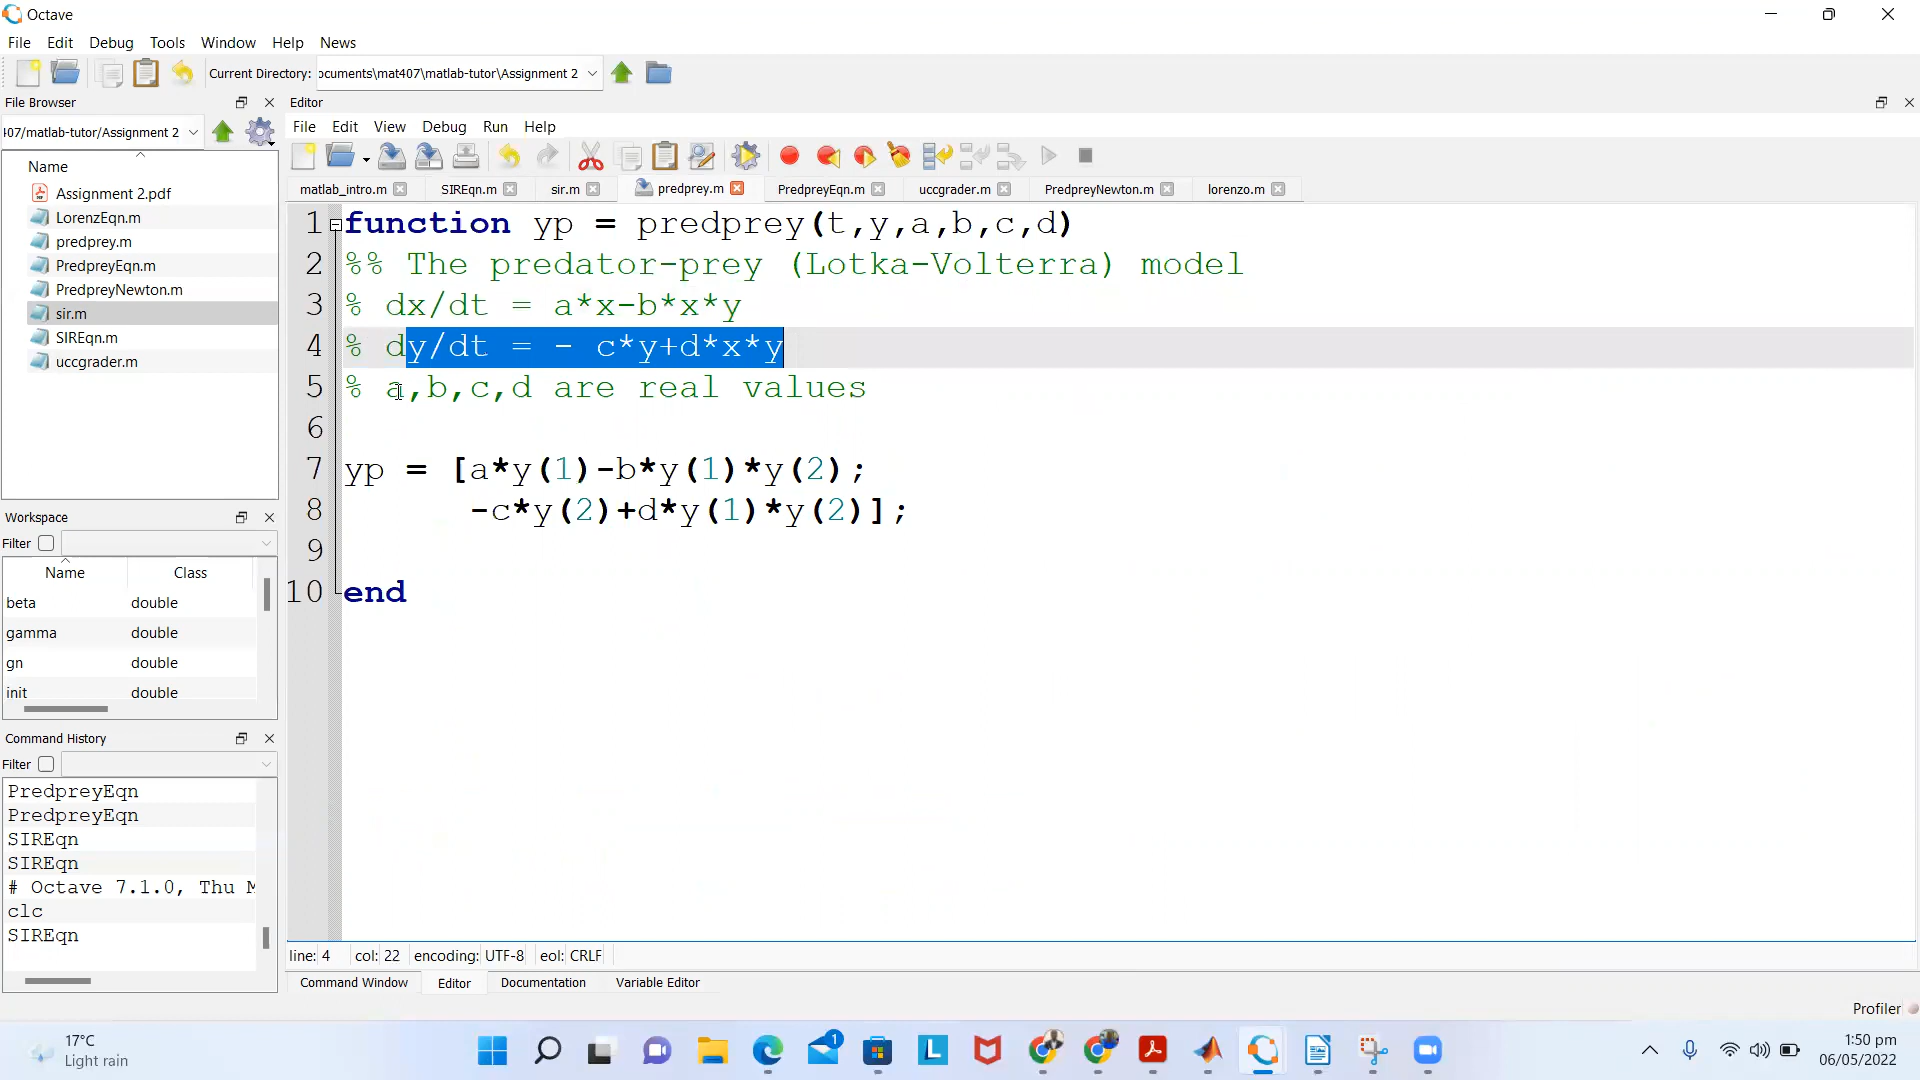 Octave
File Edit Debug Tools Window Help News
Current Directory: ocuments\mat407\matlab-tutor\Assignment 2
File Browser
Editor
File Edit View Debug Run Help
407/matlab-tutor/Assignment 2
Name
Assignment 2.pdf
LorenzEqn.m
predprey.m
PredpreyEqn.m
PredpreyNewton.m
sir.m
SIREqn.m
uccgrader.m
matlab_intro.m SIREqn.m sir.m predprey.m PredpreyEqn.m uccgrader.m PredpreyNewton.m lorenzo.m
1 function yp = predprey(t,y,a,b,c,d)
2 %% The predator-prey (Lotka-Volterra) model
3 % dx/dt = a*x-b*x*y
4 % dy/dt = - c*y+d*x*y
5 % a,b,c,d are real values
6
7 yp = [a*y(1)-b*y(1)*y(2);
8 -c*y(2)+d*y(1)*y(2)];
9
10 end
Workspace
Filter
Name Class
beta double
gamma double
gn double
init double
Command History
Filter
PredpreyEqn
PredpreyEqn
SIREqn
SIREqn
# Octave 7.1.0, Thu M
clc
SIREqn
line: 4 col: 22 encoding: UTF-8 eol: CRLF
Command Window Editor Documentation Variable Editor
Profiler
17°C
Light rain
1
1:50 pm
06/05/2022